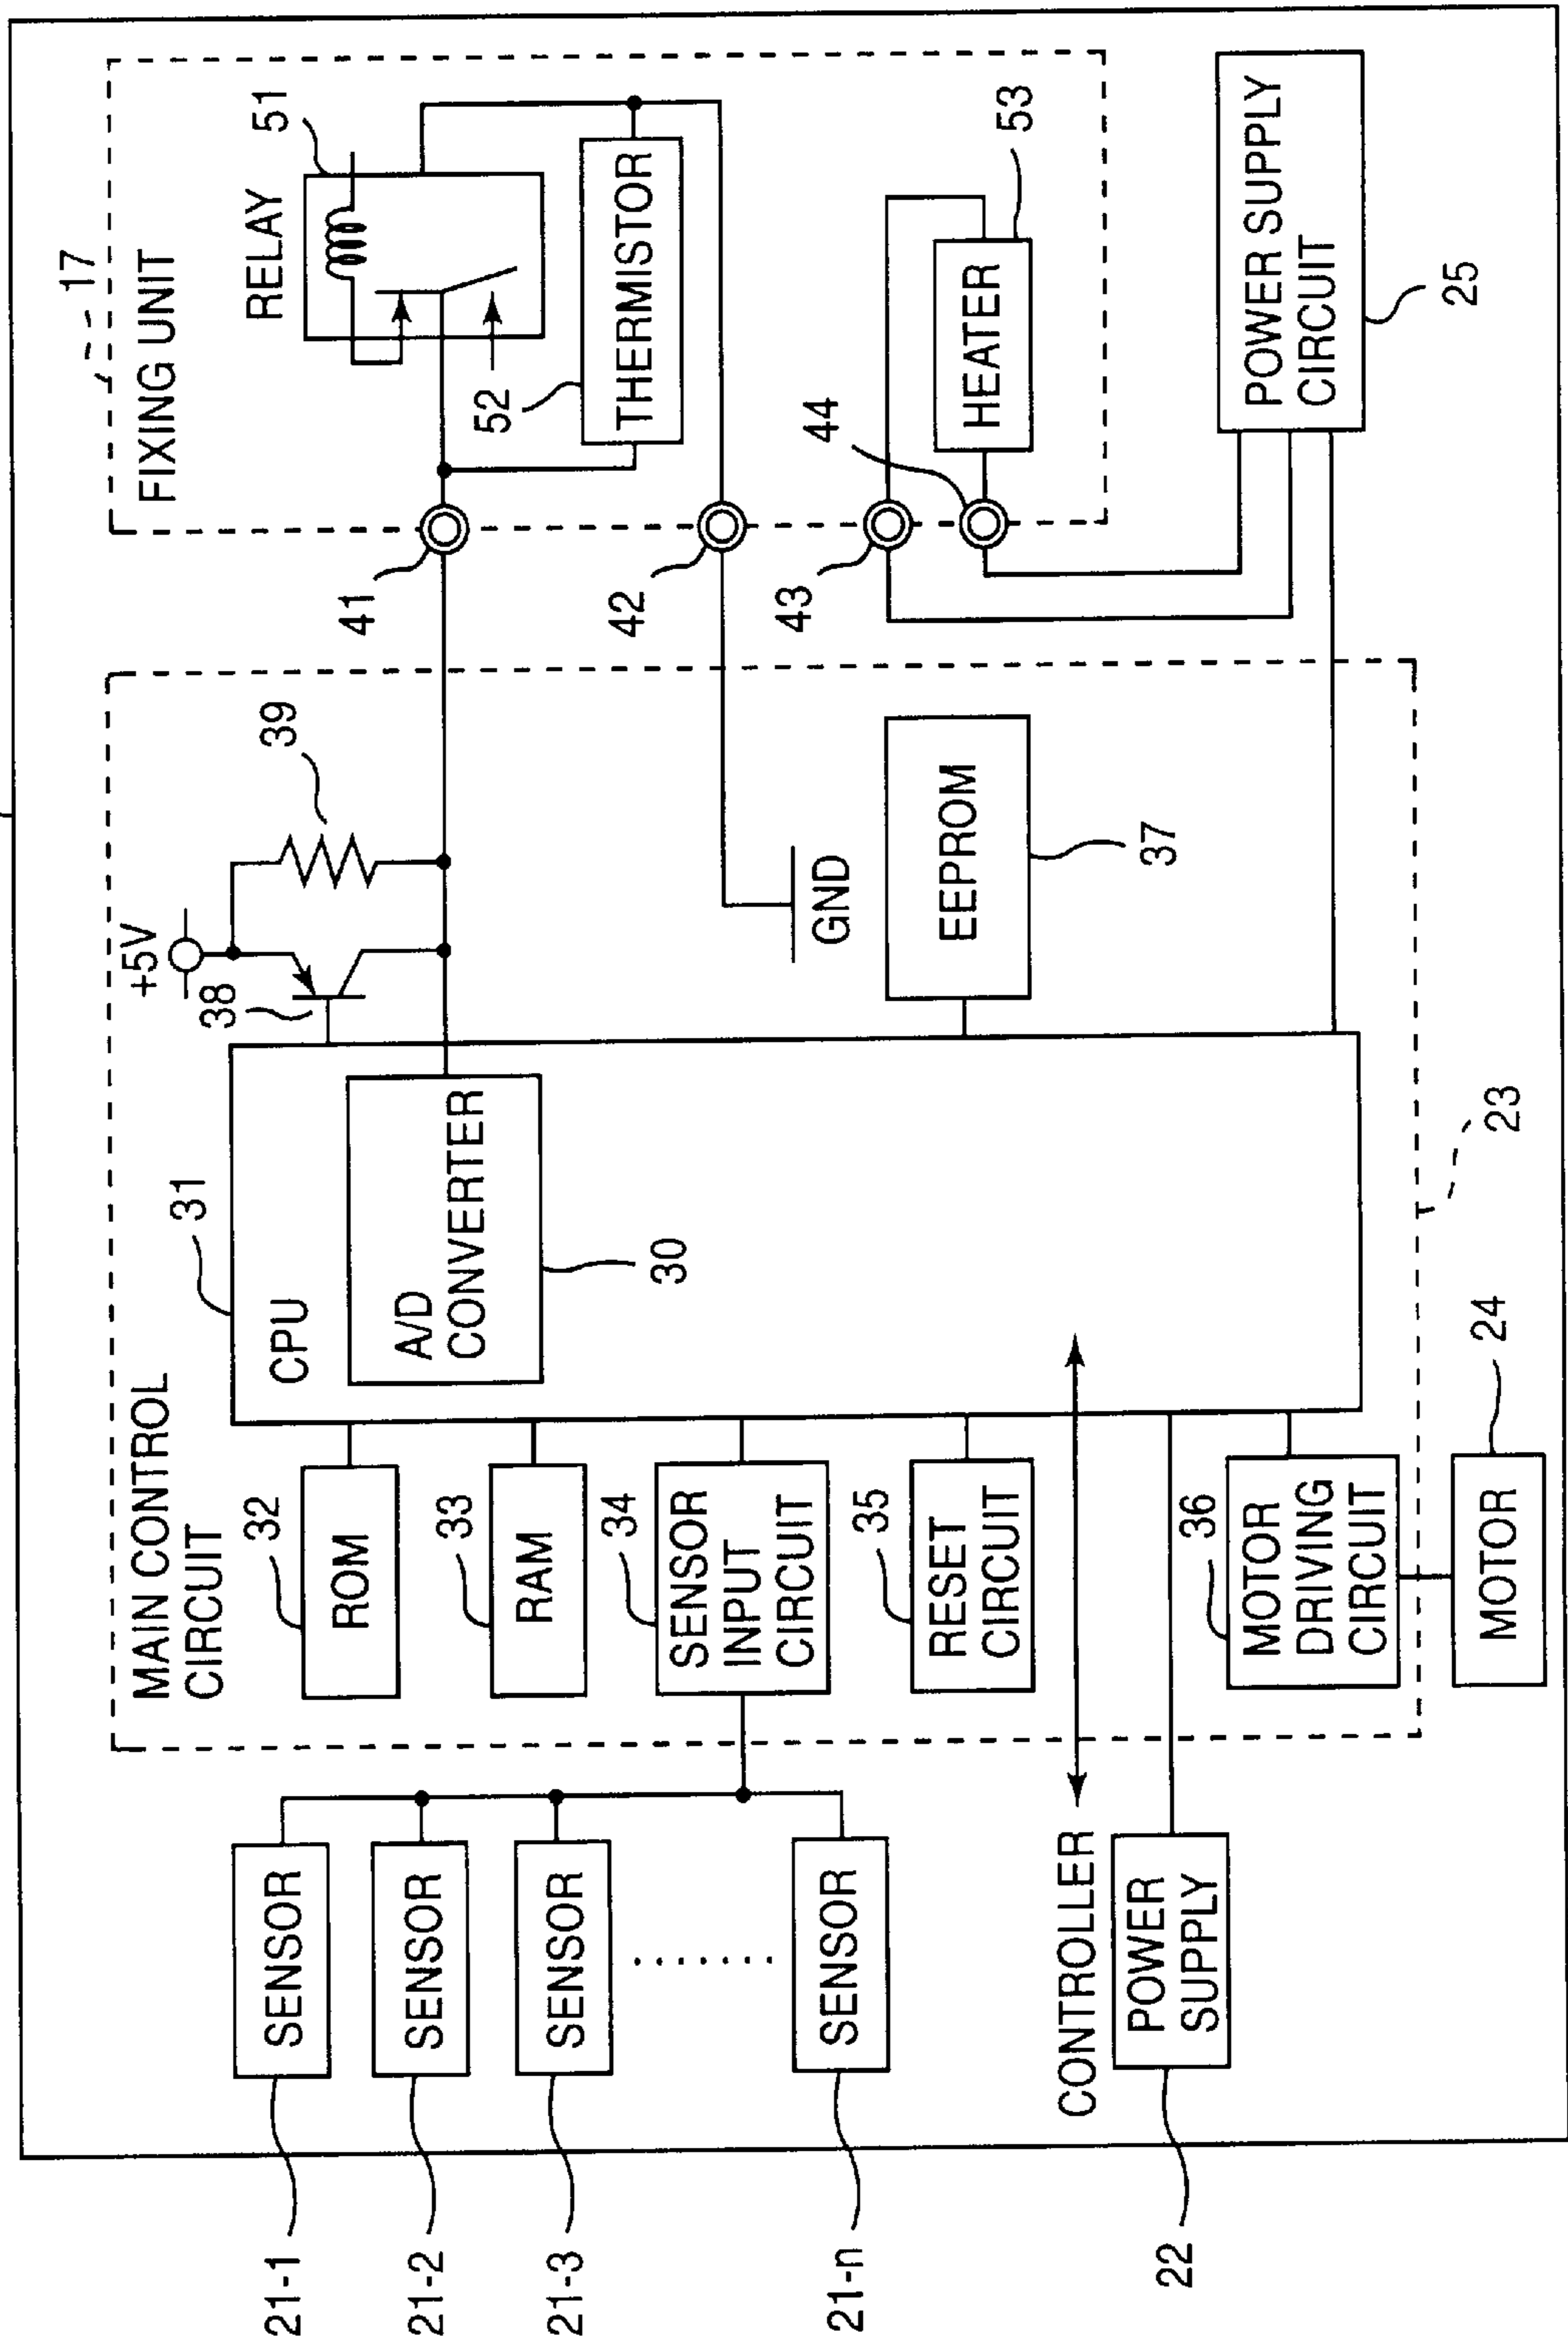 21-1
21-2
21-3
21-n
22
SENSOR
SENSOR
SENSOR
.......
SENSOR
CONTROLLER
POWER
SUPPLY
MAIN CONTROL
CIRCUIT
32
ROM
33
RAM
34
SENSOR
INPUT
CIRCUIT
35
RESET
CIRCUIT
36
MOTOR
DRIVING
CIRCUIT
24
MOTOR
23
31
CPU
A/D
CONVERTER
30
+5V
38
39
GND
EEPROM
37
41
42
43
44
17
FIXING UNIT
RELAY
51
52
THERMISTOR
HEATER
53
POWER SUPPLY
CIRCUIT
25